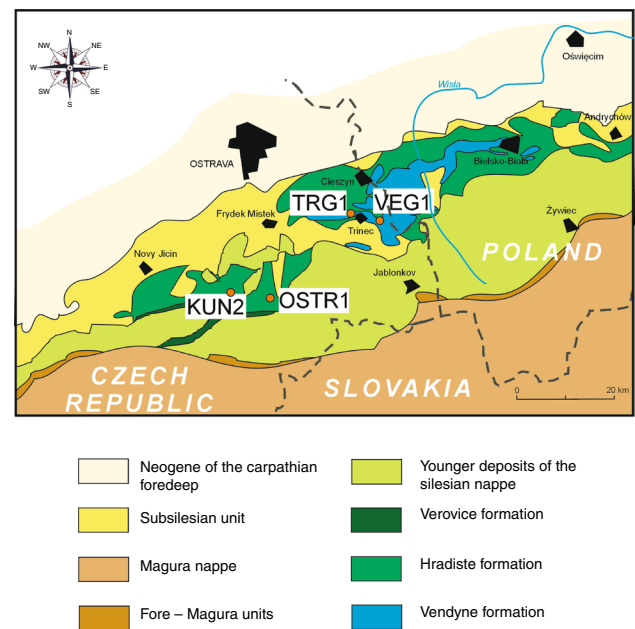 N
NW
NE
W
E
SW
SE
S
Oświęcim
Wisła
Andrychów
OSTRAVA
Bielsko-Biała
Cieszyn
TRG1
VEG1
Frydek Mistek
Trinec
Żywiec
POLAND
Novy Jicin
Jablonkov
KUN2
OSTR1
CZECH
REPUBLIC
SLOVAKIA
0
20 km
Neogene of the carpathian
foredeep
Subsilesian unit
Magura nappe
Fore – Magura units
Younger deposits of the
silesian nappe
Verovice formation
Hradiste formation
Vendyne formation